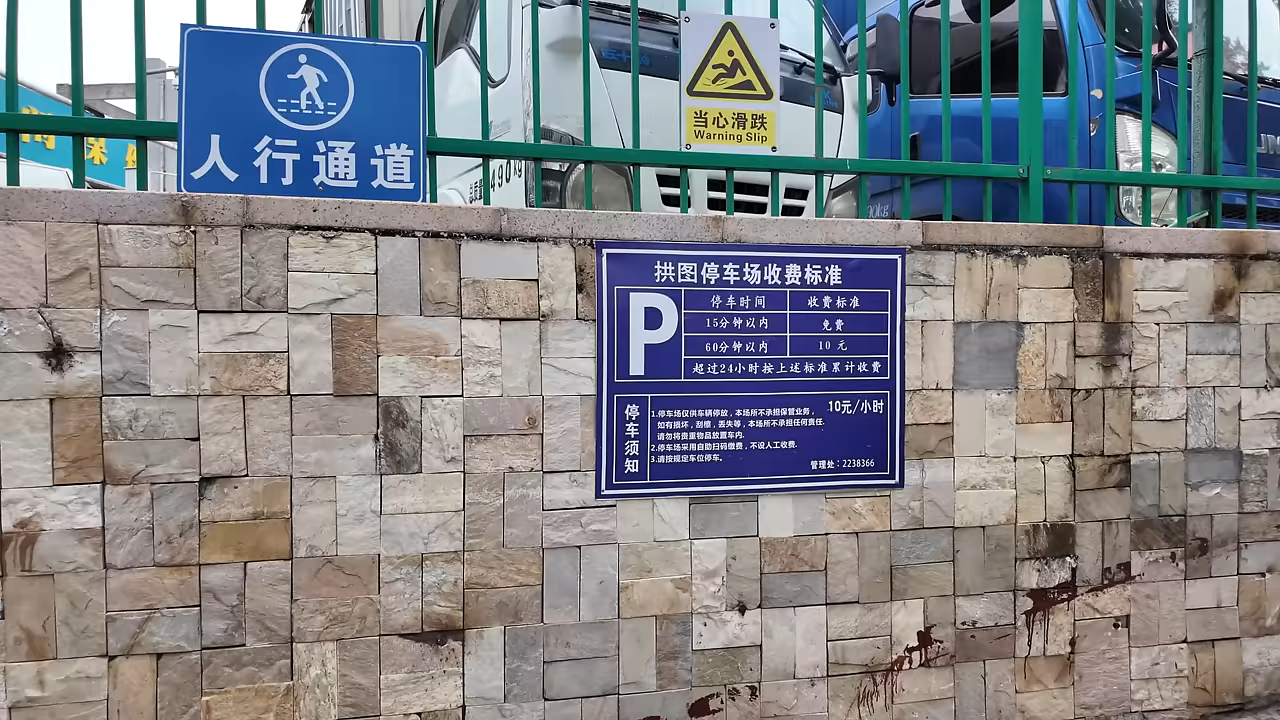 人行通道
当心滑跌
Warning Slip
490kg
拱图停车场收费标准
P
停车时间 收费标准
15分钟以内 免费
60分钟以内 10 元
超过24小时按上述标准累计收费
10元/小时
停车须知
1.停车场仅供车辆停放，本场所不承担保管业务，
如有损坏，刮擦，丢失等，本场所不承担任何责任.
请勿将贵重物品放置车内.
2.停车场采用自助扫码缴费，不设人工收费.
3.请按规定车位停车.
管理处：2238366